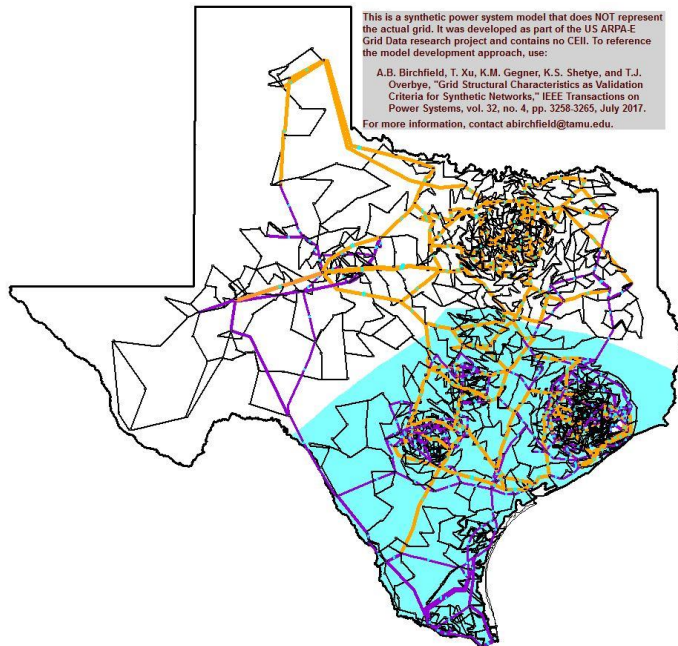 This is a synthetic power system model that does NOT represent
the actual grid. It was developed as part of the US ARPA-E
Grid Data research project and contains no CEII. To reference
the model development approach, use:
A.B. Birchfield, T. Xu, K.M. Gegner, K.S. Shetye, and T.J.
Overbye, "Grid Structural Characteristics as Validation
Criteria for Synthetic Networks," IEEE Transactions on
Power Systems, vol. 32, no. 4, pp. 3258-3265, July 2017.
For more information, contact abirchfield@tamu.edu.